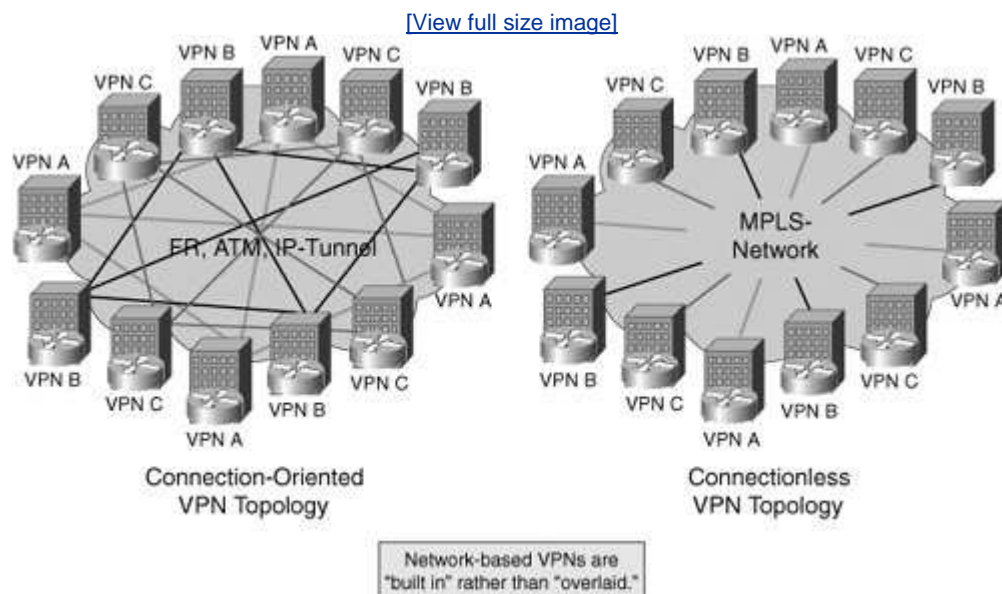 [View full size image]
VPN A
VPN B
VPN C
VPN C
VPN B
VPN A
FR, ATM, IP-Tunnel
VPN A
VPN B
VPN C
VPN C
VPN B
VPN A
Connection-Oriented
VPN Topology
VPN A
VPN B
VPN C
VPN C
VPN B
VPN A
MPLS-
Network
VPN A
VPN B
VPN C
VPN C
VPN B
VPN A
Connectionless
VPN Topology
Network-based VPNs are
"built in" rather than "overlaid."